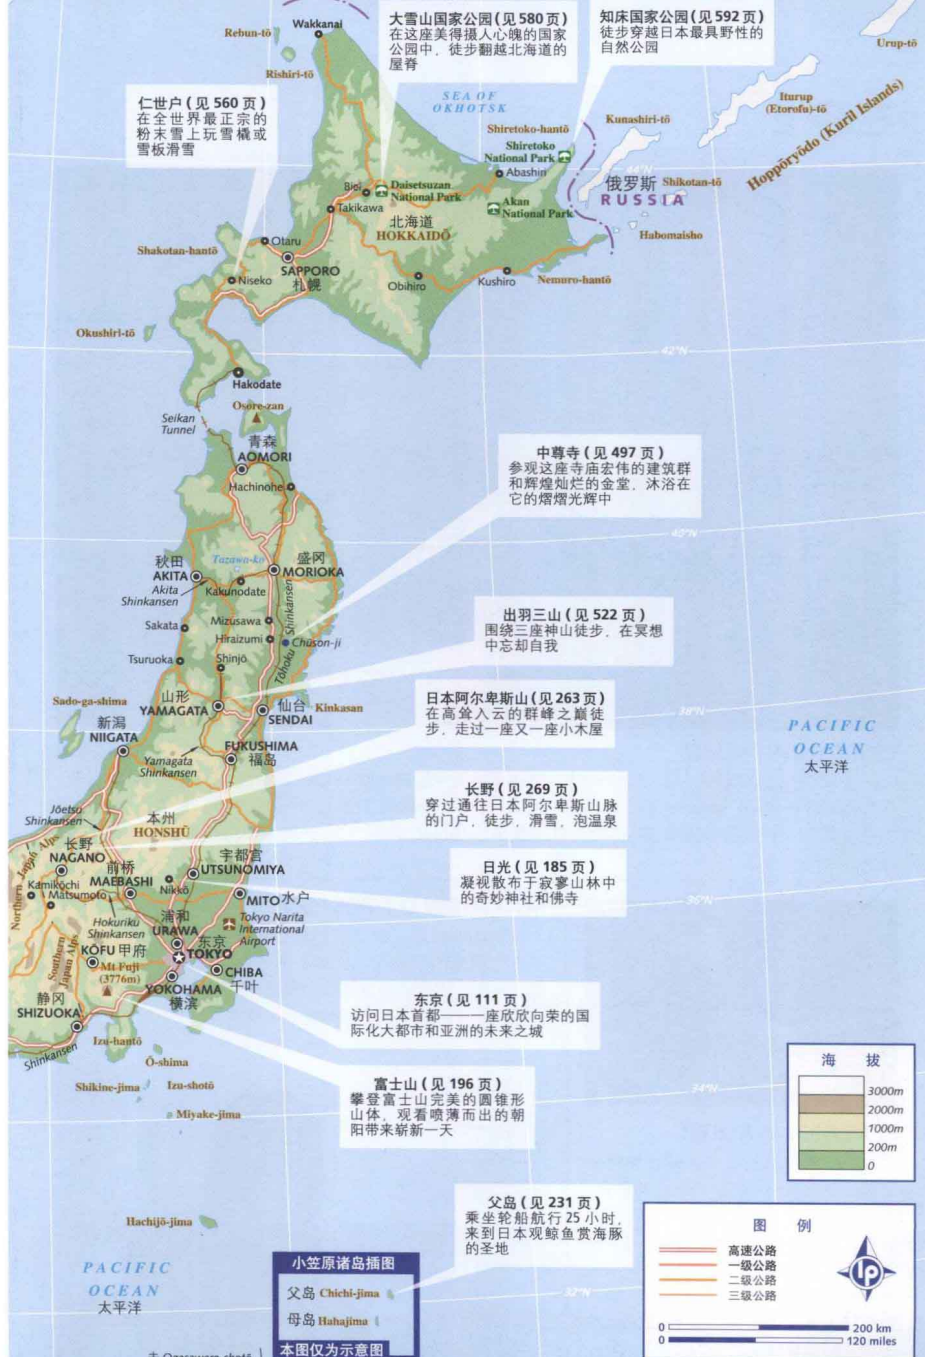 Wakkanai
Rebun-tō
Rishiri-tō
大雪山国家公园(见580页)
在这座美得摄人心魄的国家
公园中，徒步翻越北海道的
屋脊
知床国家公园(见592页)
徒步穿越日本最具野性的
自然公园
Urup-tō
仁世户(见560页)
在全世界最正宗的
粉末雪上玩雪橇或
雪板滑雪
SEA OF
OKHOTSK
Iturup
(Etorofu)-tō
Kunashiri-tō
Hoppōryōdo (Kuril Islands)
Shiretoko-hantō
Shiretoko
National Park
Abashiri
44°N
俄罗斯
RUSSIA
Shikotan-tō
Habomaisho
Biei
Daisetsuzan
National Park
Takikawa
Akan
National Park
北海道
HOKKAIDŌ
Otaru
Shakotan-hantō
SAPPORO
札幌
Niseko
Obihiro
Kushiro
Nemuro-hantō
Okushiri-tō
42°N
Hakodate
Osore-zan
Seikan
Tunnel
青森
AOMORI
Hachinohe
中尊寺(见497页)
参观这座寺庙宏伟的建筑群
和辉煌灿烂的金堂，沐浴在
它的熠熠光辉中
40°N
秋田
AKITA
Tazawa-ko
盛冈
MORIOKA
Akita
Shinkansen
Kakunodate
Sakata
Mizusawa
Hiraizumi
Chūson-ji
Tōhoku Shinkansen
Tsuruoka
Shinjō
出羽三山(见522页)
围绕三座神山徒步，在冥想
中忘却自我
Sado-ga-shima
山形
YAMAGATA
仙台
SENDAI
Kinkasan
38°N
新潟
NIIGATA
日本阿尔卑斯山(见263页)
在高耸入云的群峰之巅徒
步，走过一座又一座小木屋
PACIFIC
OCEAN
太平洋
Yamagata
Shinkansen
FUKUSHIMA
福岛
长野(见269页)
穿过通往日本阿尔卑斯山脉
的门户，徒步，滑雪，泡温泉
Jōetsu
Shinkansen
本州
HONSHŪ
长野
NAGANO
前桥
MAEBASHI
宇都宫
UTSUNOMIYA
Northern Japan Alps
Kamikōchi
Matsumoto
Nikkō
MITO水户
日光(见185页)
凝视散布于寂寥山林中
的奇妙神社和佛寺
36°N
Hokuriku
Shinkansen
浦和
URAWA
Tokyo Narita
International
Airport
东京
TOKYO
KŌFU 甲府
Southern
Japan Alps
Mt Fuji
(3776m)
CHIBA
千叶
YOKOHAMA
横滨
静冈
SHIZUOKA
东京(见111页)
访问日本首都——一座欣欣向荣的国
际化大都市和亚洲的未来之城
Shinkansen
Izu-hantō
Ō-shima
Shikine-jima
Izu-shotō
Miyake-jima
富士山(见196页)
攀登富士山完美的圆锥形
山体，观看喷薄而出的朝
阳带来崭新一天
34°N
海 拔
3000m
2000m
1000m
200m
0
Hachijō-jima
父岛(见231页)
乘坐轮船航行25小时，
来到日本观鲸鱼赏海豚
的圣地
PACIFIC
OCEAN
太平洋
小笠原诸岛插图
父岛 Chichi-jima
母岛 Hahajima
本图仅为示意图
32°N
图 例
高速公路
一级公路
二级公路
三级公路
lp
0 200 km
0 120 miles